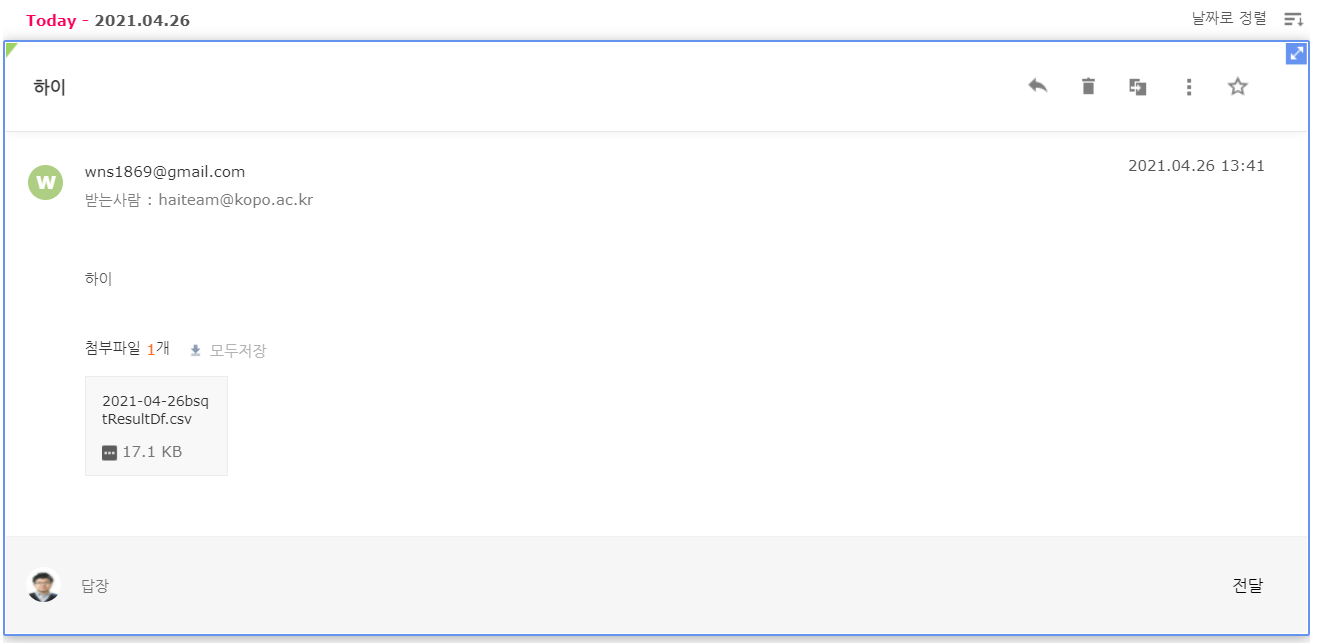 Today - 2021.04.26
날짜로 정렬
하이
W
wns1869@gmail.com
2021.04.26 13:41
받는사람 : haiteam@kopo.ac.kr
하이
첨부파일 1개 모두저장
2021-04-26bsq
tResultDf.csv
17.1 KB
답장
전달